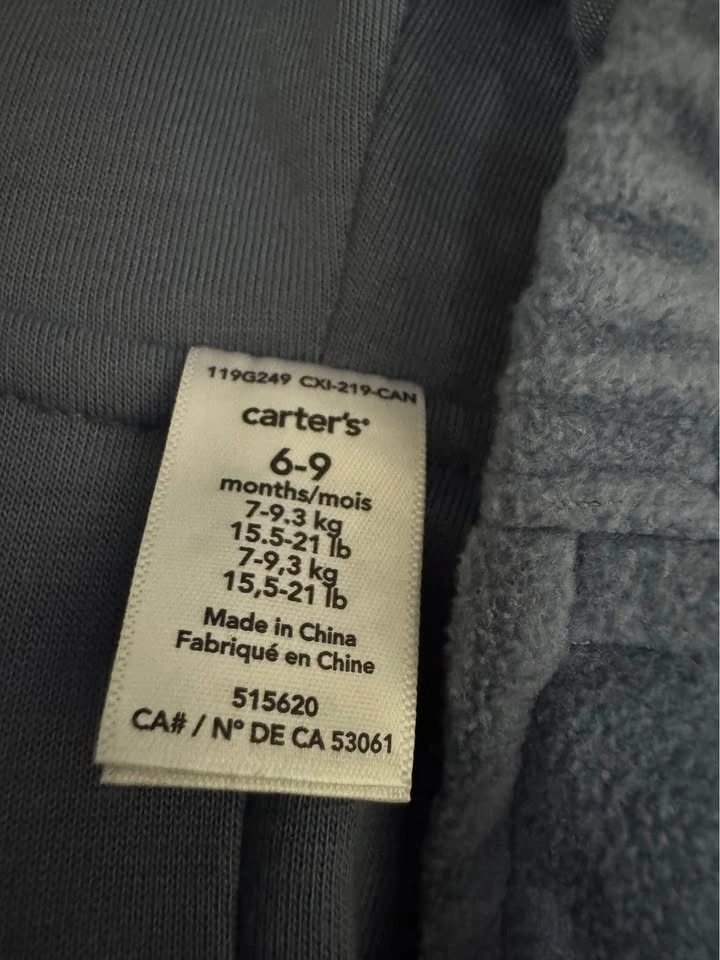 119G249 CXI-219-CAN
carter's®
6-9
months/mois
7-9.3 kg
15.5-21 lb
7-9,3 kg
15,5-21 lb
Made in China
Fabriqué en Chine
515620
CA# / N° DE CA 53061